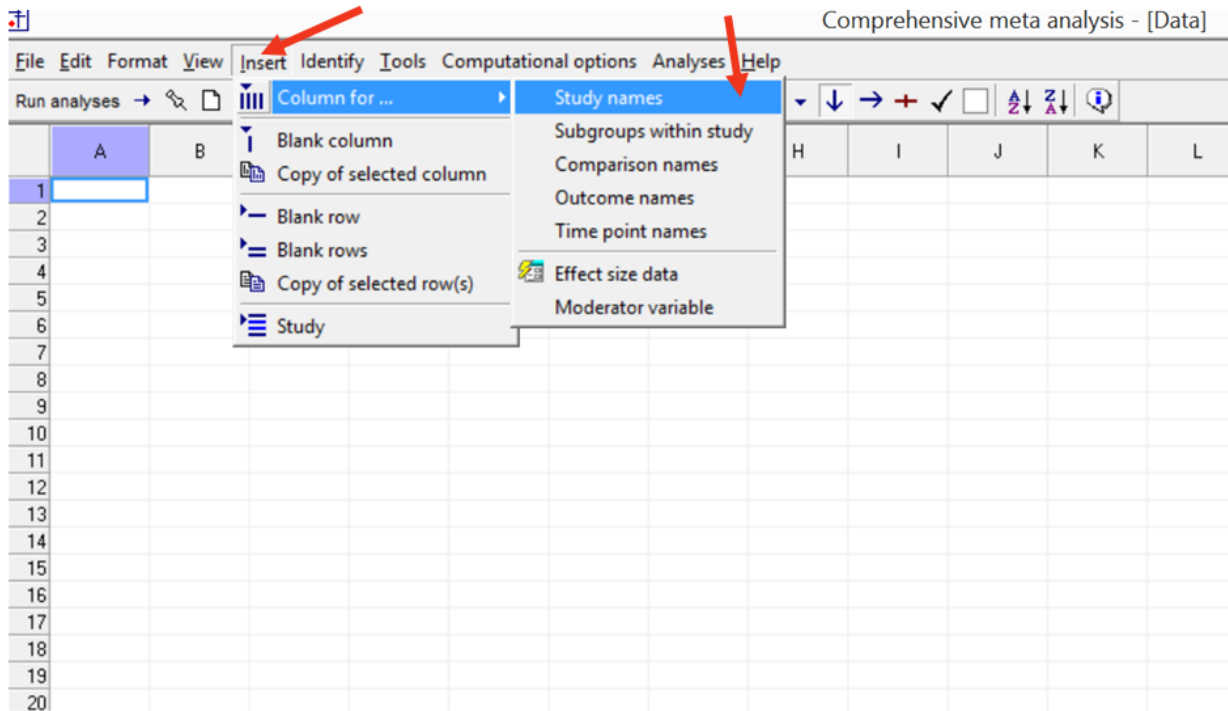 Comprehensive meta analysis - [Data]
File Edit Format View Insert Identify Tools Computational options Analyses Help
Run analyses
Column for ...
Blank column
Copy of selected column
Blank row
Blank rows
Copy of selected row(s)
Study
Study names
Subgroups within study
Comparison names
Outcome names
Time point names
Effect size data
Moderator variable
A B H I J K L
1
2
3
4
5
6
7
8
9
10
11
12
13
14
15
16
17
18
19
20